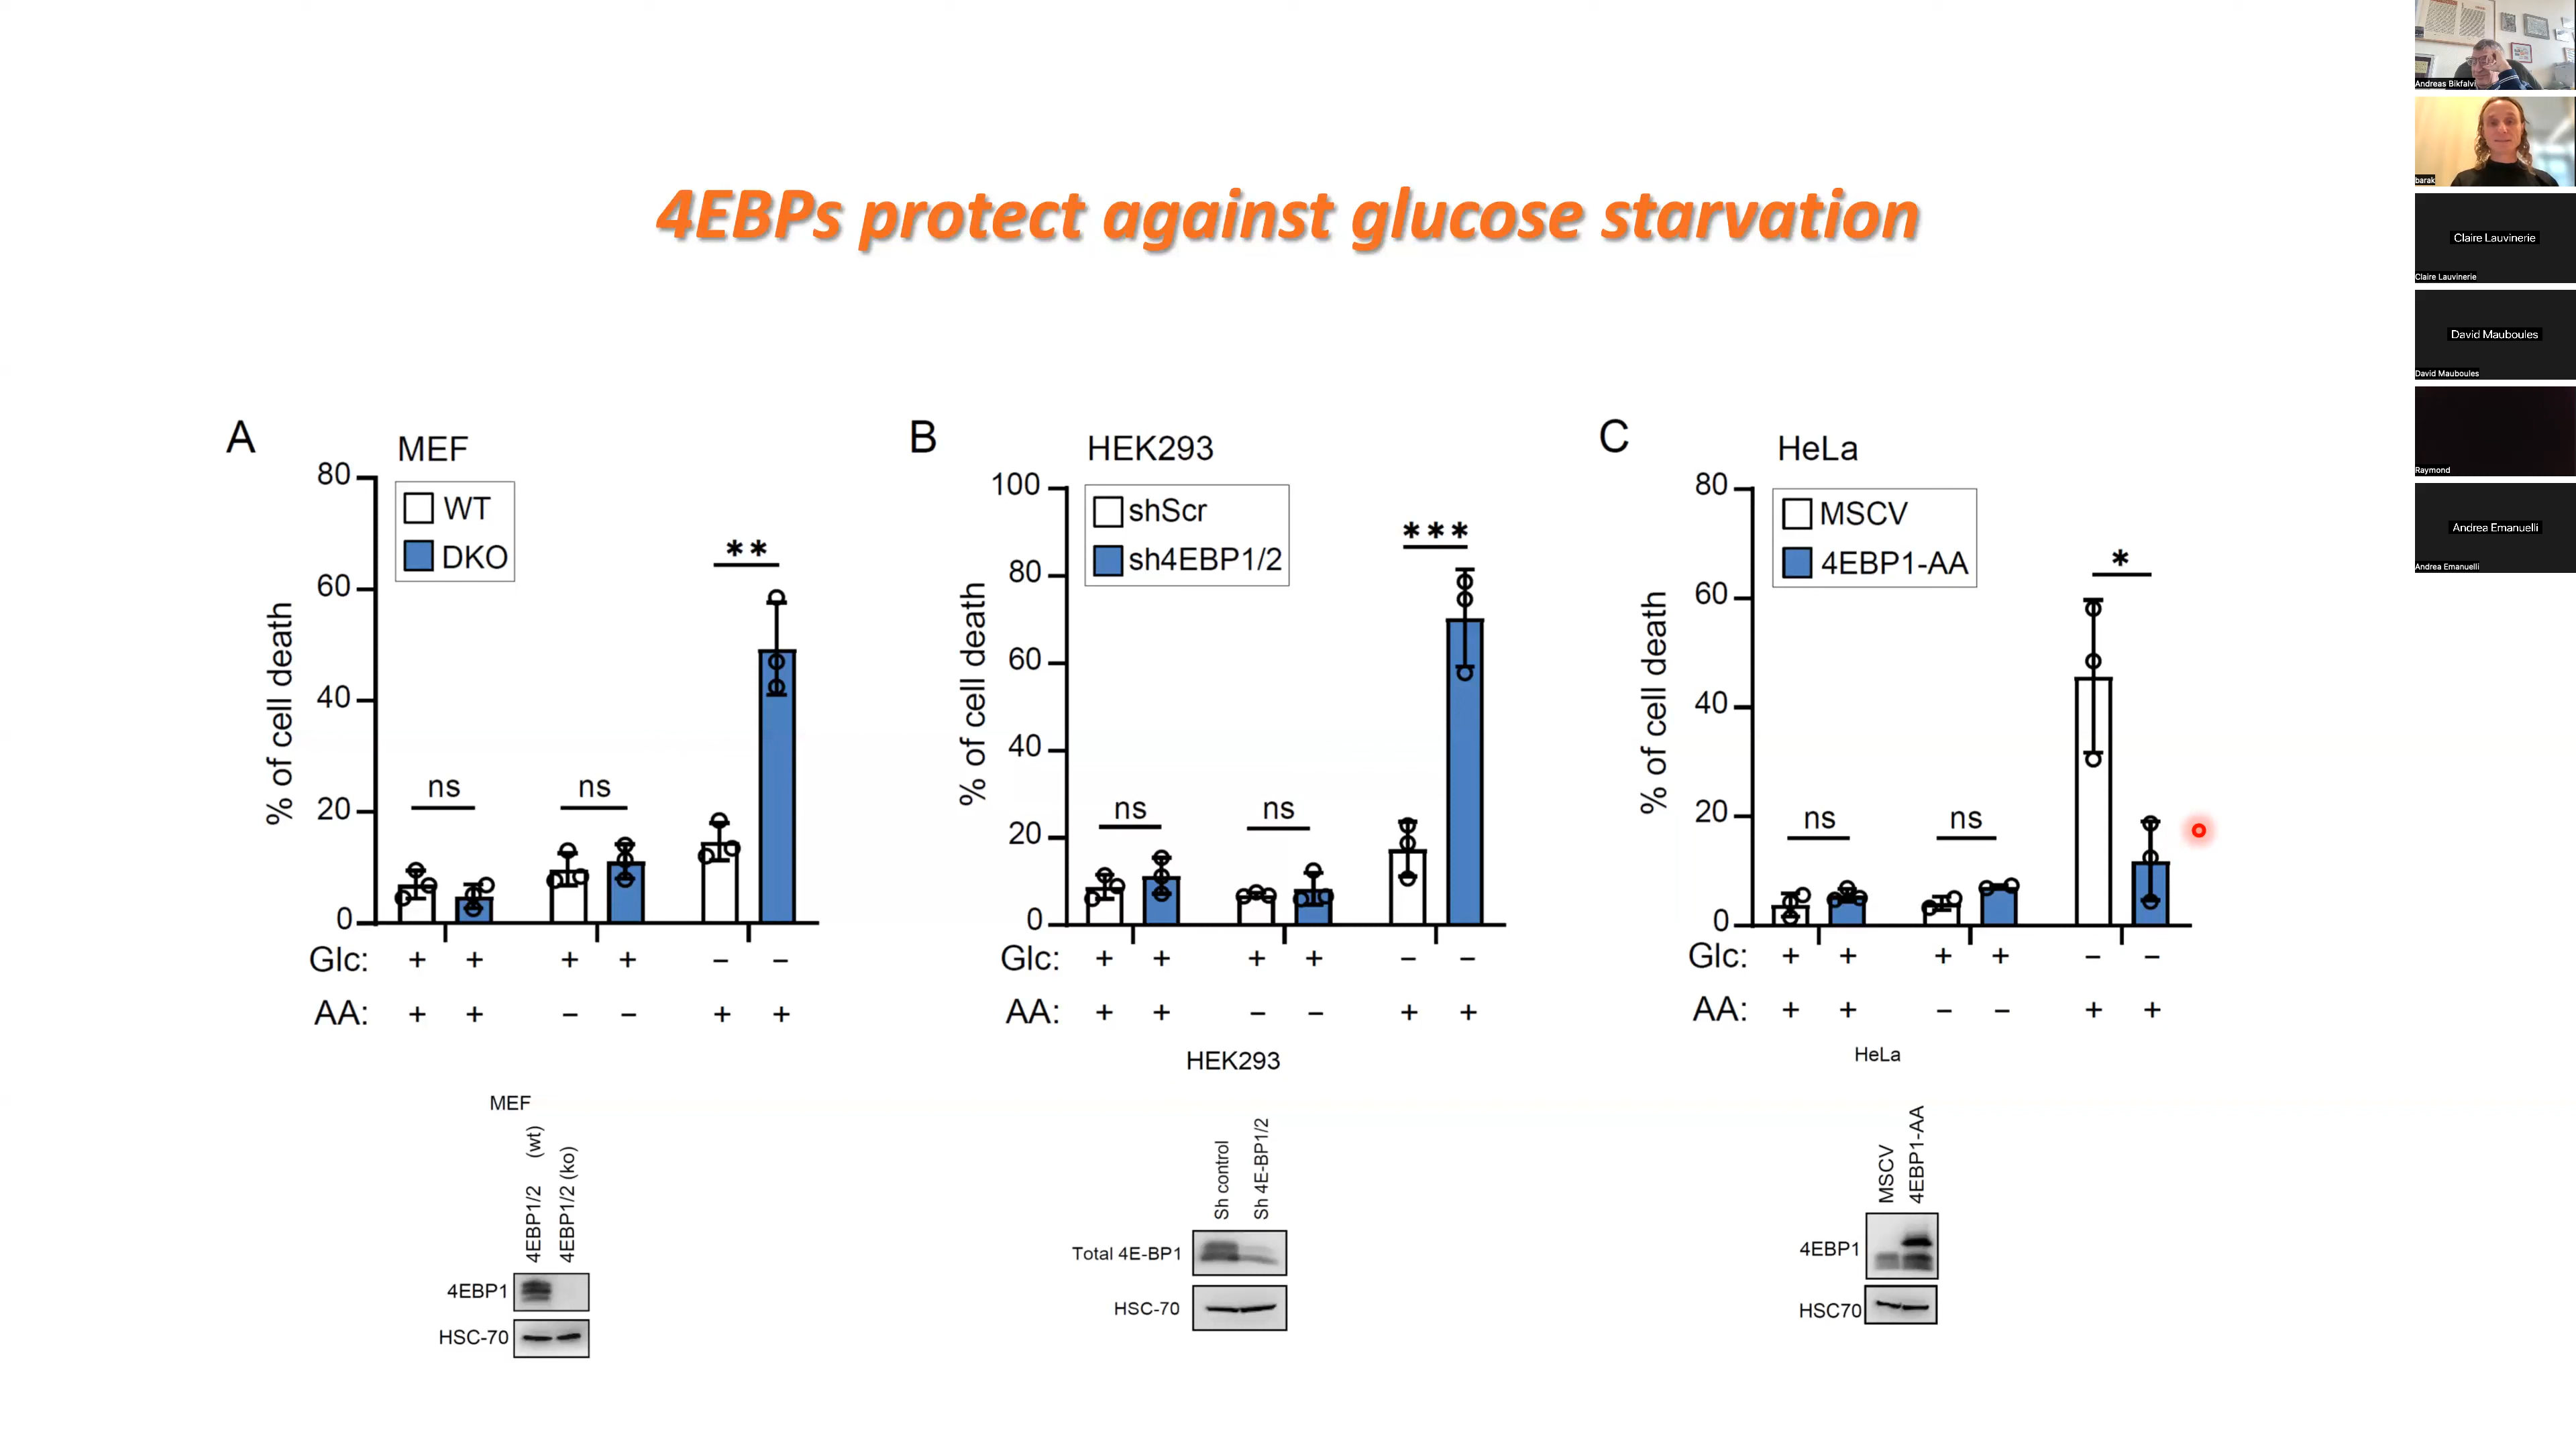 4EBPs protect against glucose starvation
A
MEF
WT
DKO
% of cell death
80
60
40
20
0
ns
ns
**
Glc: + + + + − −
AA: + + − − + +
MEF
4EBP1/2 (wt)
4EBP1/2 (ko)
4EBP1
HSC-70
B
HEK293
shScr
sh4EBP1/2
% of cell death
100
80
60
40
20
0
ns
ns
***
Glc: + + + + − −
AA: + + − − + +
HEK293
Sh control
Sh 4E-BP1/2
Total 4E-BP1
HSC-70
C
HeLa
MSCV
4EBP1-AA
% of cell death
80
60
40
20
0
ns
ns
*
Glc: + + + + − −
AA: + + − − + +
HeLa
MSCV
4EBP1-AA
4EBP1
HSC70
Andreas Bikfalvi
barak
Claire Lauvinerie
Claire Lauvinerie
David Mauboules
David Mauboules
Raymond
Andrea Emanuelli
Andrea Emanuelli